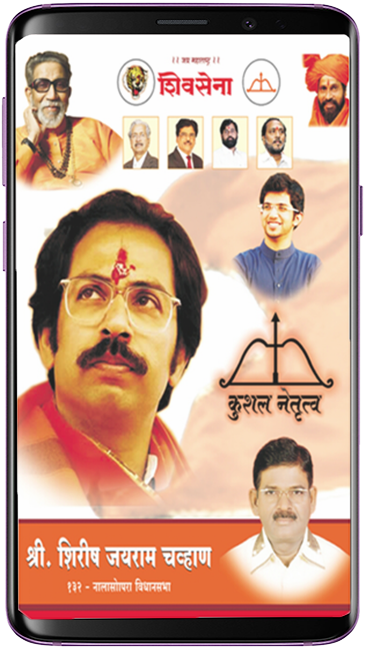 ।। जय महाराष्ट्र ।।
शिवसेना
कुशल नेतृत्व
श्री. शिरीष जयराम चव्हाण
१३२ - नालासोपारा विधानसभा